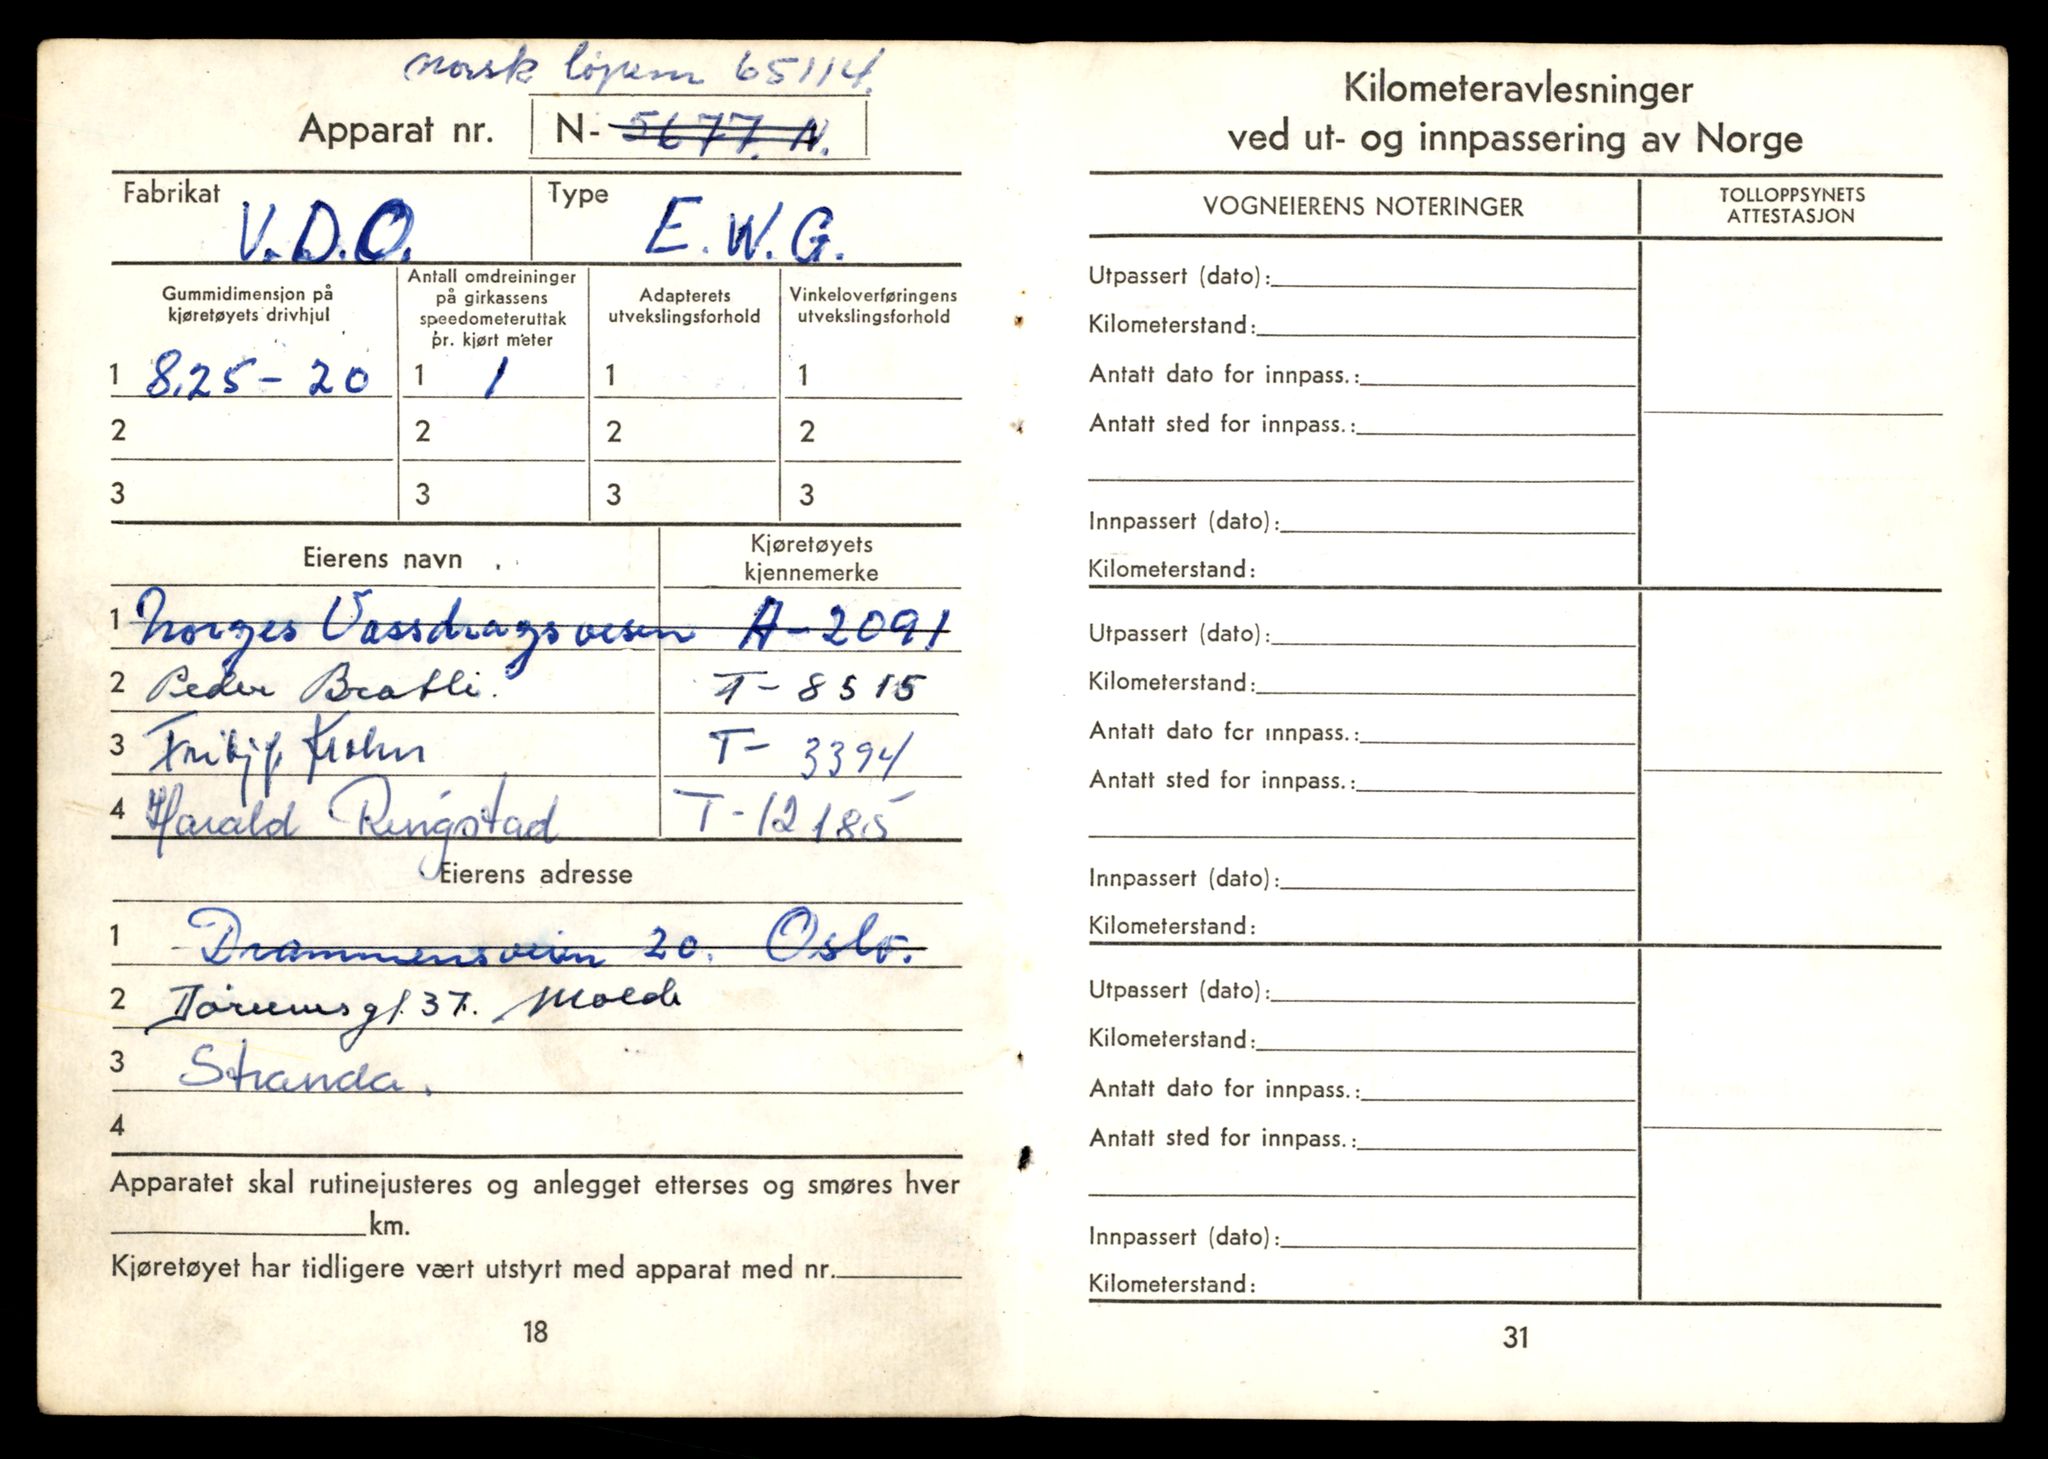 norsk løpenr 65114.
Apparat nr. N- 5677. N.
Fabrikat V.D.O. Type E.W.G.
Gummidimensjon på kjøretøyets drivhjul
Antall omdreininger på girkassens speedometeruttak pr. kjørt meter
Adapterets utvekslingsforhold
Vinkeloverføringens utvekslingsforhold
1 8.25-20 1 1 1 1
2 2 2 2
3 3 3 3
Eierens navn Kjøretøyets kjennemerke
1 Norges Vassdragsvesen A-2091
2 Peder Bratli. T-8515
3 Fritjf. Krohn T-3394
4 Harald Ringstad T-12185
Eierens adresse
1 Drammensveien 20. Oslo.
2 37. Molde
3 Stranda.
4
Apparatet skal rutinejusteres og anlegget etterses og smøres hver
km.
Kjøretøyet har tidligere vært utstyrt med apparat med nr.
18
Kilometeravlesninger
ved ut- og innpassering av Norge
VOGNEIERENS NOTERINGER
TOLLOPPSYNETS
ATTESTASJON
Utpassert (dato):
Kilometerstand:
Antatt dato for innpass.:
Antatt sted for innpass.:
Innpassert (dato):
Kilometerstand:
Utpassert (dato):
Kilometerstand:
Antatt dato for innpass.:
Antatt sted for innpass.:
Innpassert (dato):
Kilometerstand:
Utpassert (dato):
Kilometerstand:
Antatt dato for innpass.:
Antatt sted for innpass.:
Innpassert (dato):
Kilometerstand:
31